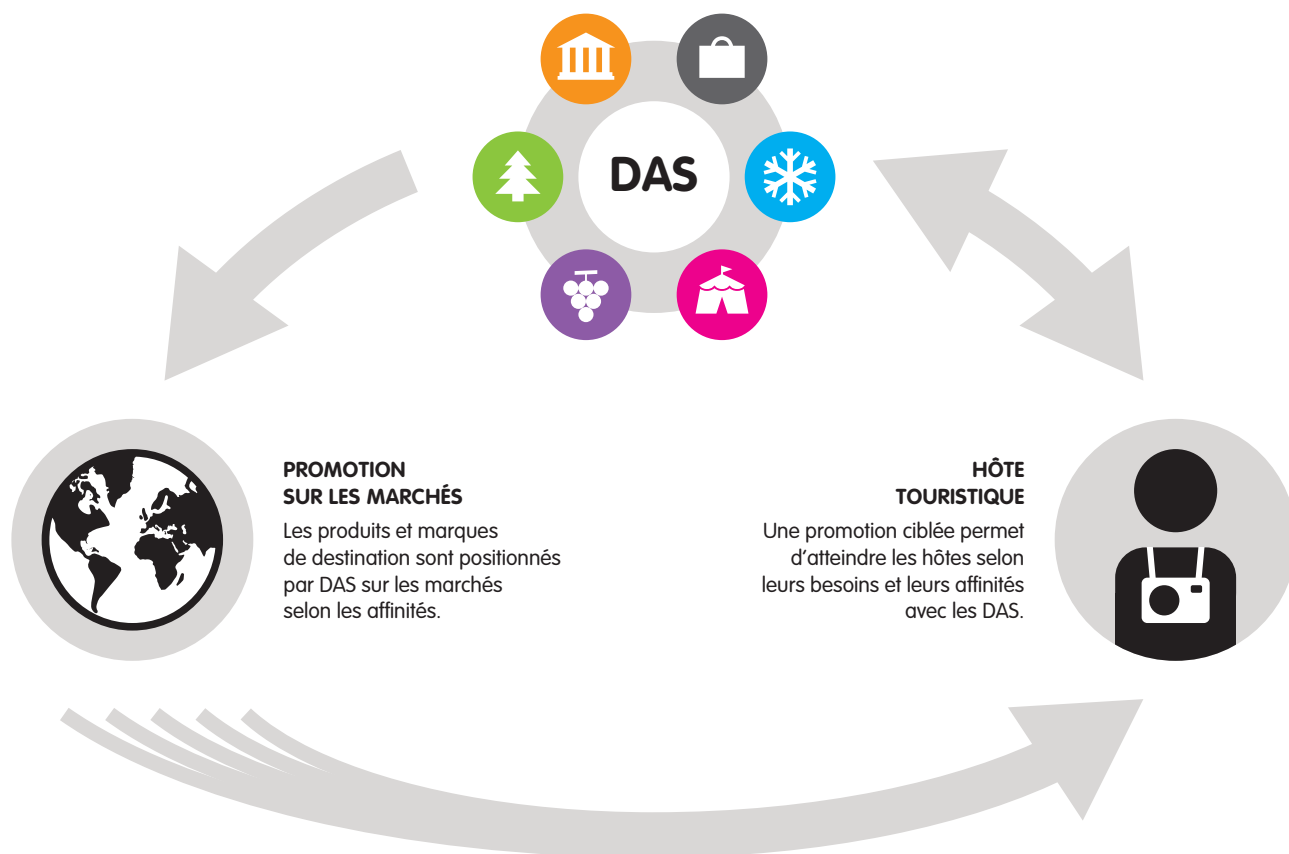 DAS
PROMOTION
SUR LES MARCHÉS
Les produits et marques
de destination sont positionnés
par DAS sur les marchés
selon les affinités.
HÔTE
TOURISTIQUE
Une promotion ciblée permet
d'atteindre les hôtes selon
leurs besoins et leurs affinités
avec les DAS.